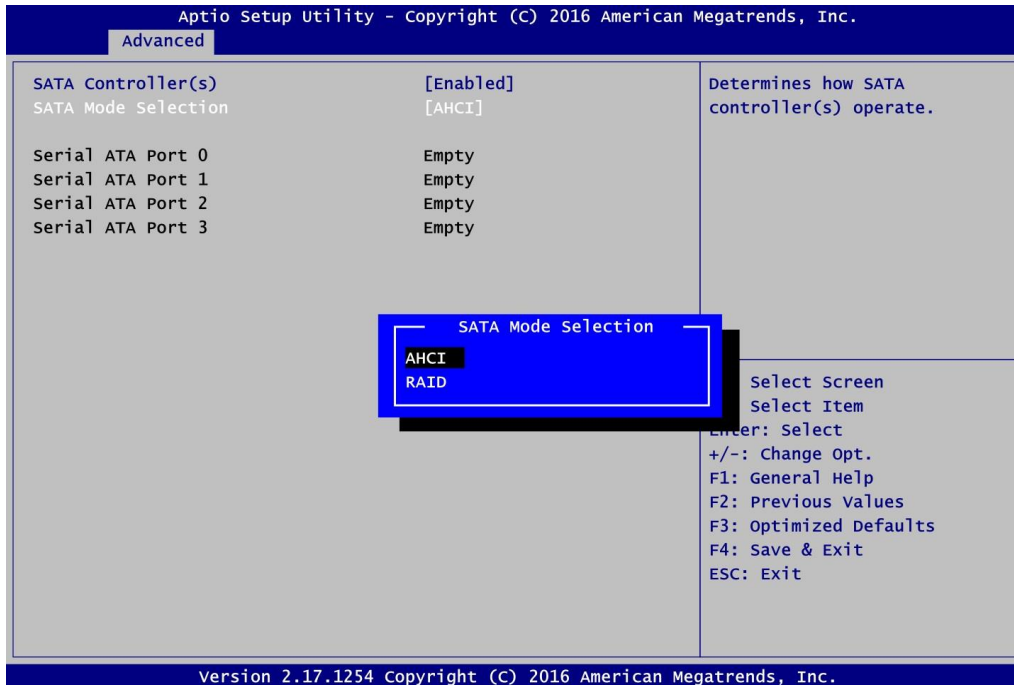 Aptio Setup Utility - Copyright (C) 2016 American Megatrends, Inc.
Advanced
SATA Controller(s) [Enabled]
SATA Mode Selection [AHCI]
Serial ATA Port 0 Empty
Serial ATA Port 1 Empty
Serial ATA Port 2 Empty
Serial ATA Port 3 Empty
Determines how SATA
controller(s) operate.
SATA Mode Selection
AHCI
RAID
Select Screen
Select Item
Enter: Select
+/-: Change Opt.
F1: General Help
F2: Previous Values
F3: Optimized Defaults
F4: Save & Exit
ESC: Exit
Version 2.17.1254 Copyright (C) 2016 American Megatrends, Inc.